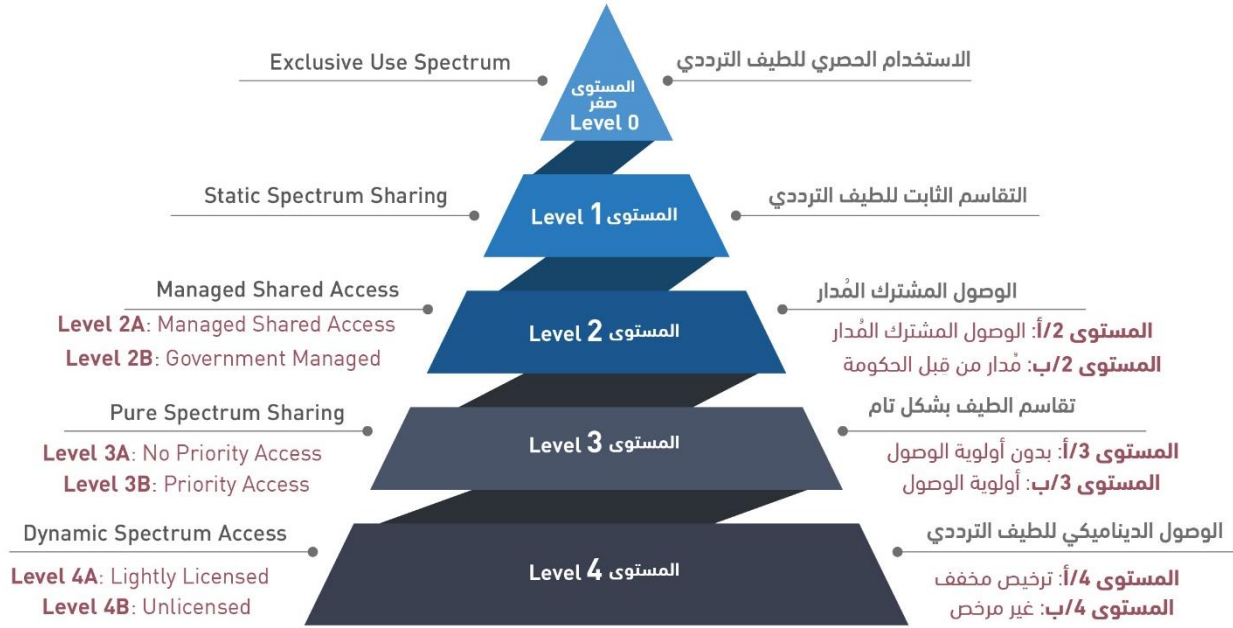 Exclusive Use Spectrum
الاستخدام الحصري للطيف الترددي
المستوى
صفر
Level 0
Static Spectrum Sharing
التقاسم الثابت للطيف الترددي
Level 1 المستوى
Managed Shared Access
Level 2A: Managed Shared Access
Level 2B: Government Managed
الوصول المشترك المُدار
المستوى 2/أ: الوصول المشترك المُدار
المستوى 2/ب: مُدار من قبل الحكومة
Level 2 المستوى
Pure Spectrum Sharing
Level 3A: No Priority Access
Level 3B: Priority Access
تقاسم الطيف بشكل تام
المستوى 3/أ: بدون أولوية الوصول
المستوى 3/ب: أولوية الوصول
Level 3 المستوى
Dynamic Spectrum Access
Level 4A: Lightly Licensed
Level 4B: Unlicensed
الوصول الديناميكي للطيف الترددي
المستوى 4/أ: ترخيص مخفف
المستوى 4/ب: غير مرخص
Level 4 المستوى